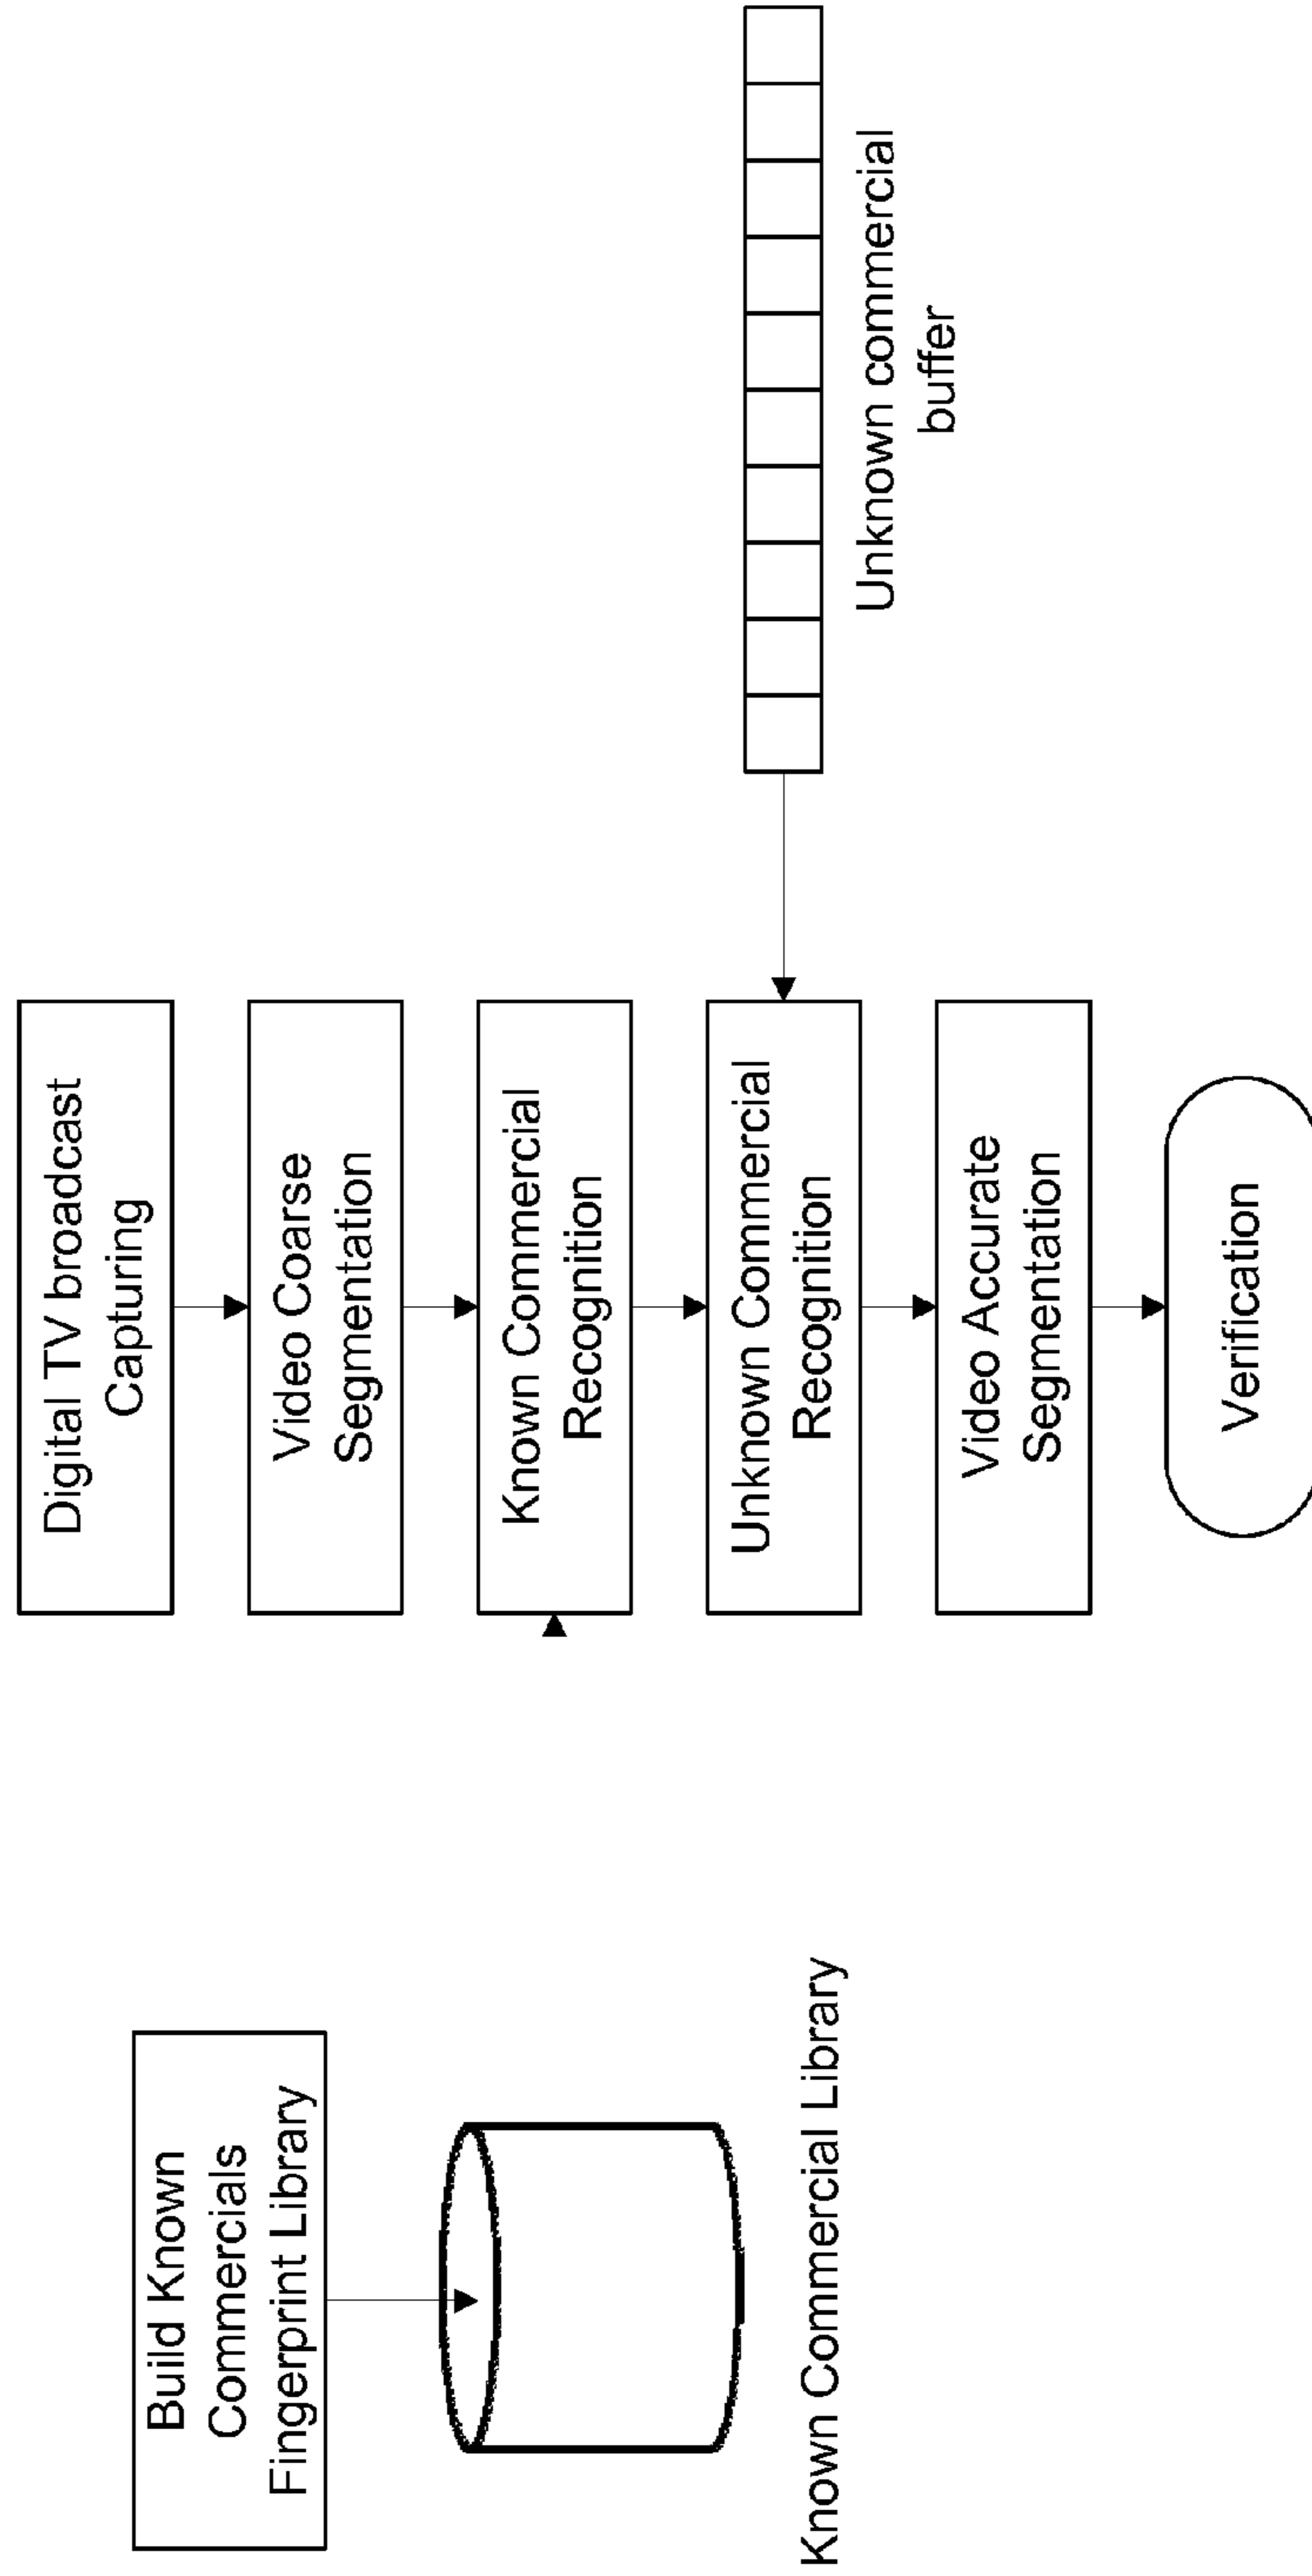 Build Known
Commercials
Fingerprint Library
Known Commercial Library
Digital TV broadcast
Capturing
Video Coarse
Segmentation
Known Commercial
Recognition
Unknown Commercial
Recognition
Video Accurate
Segmentation
Verification
Unknown commercial
buffer